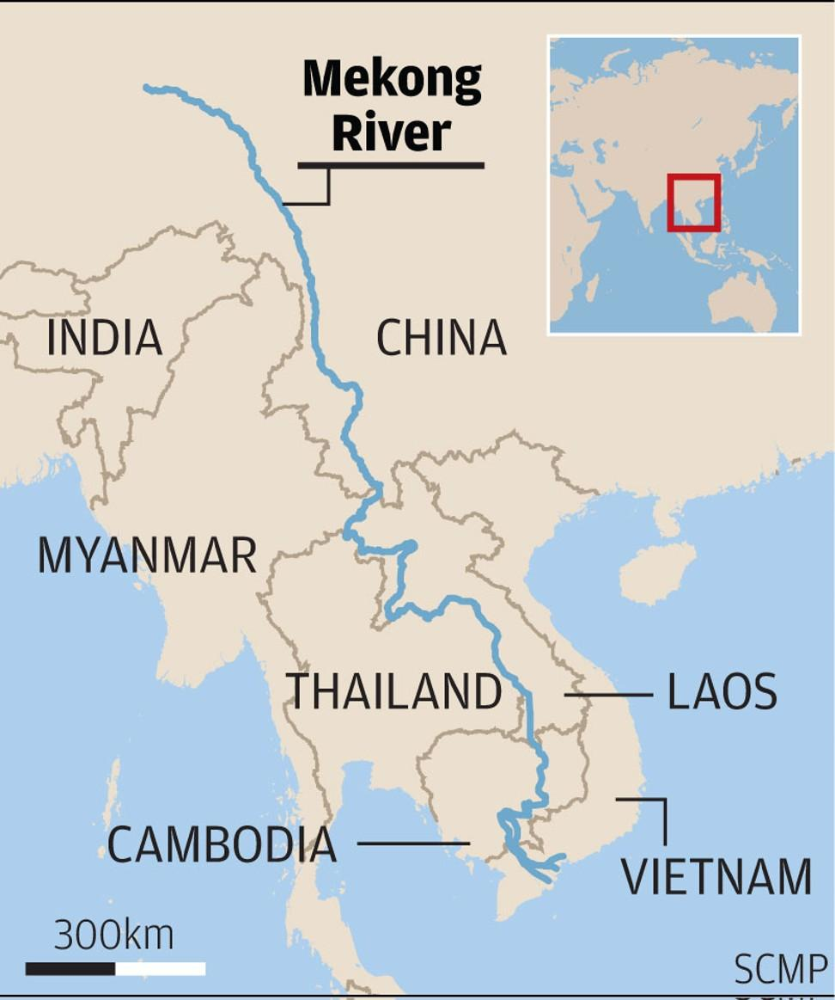 Mekong
River
INDIA
CHINA
MYANMAR
THAILAND
LAOS
CAMBODIA
VIETNAM
300km
SCMP